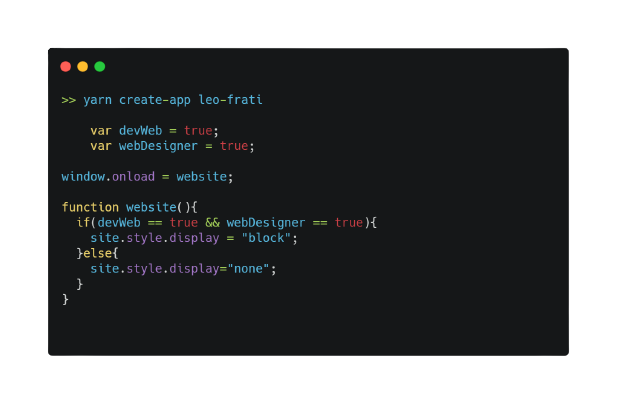 >> yarn create-app leo-frati
var devWeb = true;
var webDesigner = true;
window.onload = website;
function website(){
if(devWeb == true && webDesigner == true){
site.style.display = "block";
}else{
site.style.display="none";
}
}